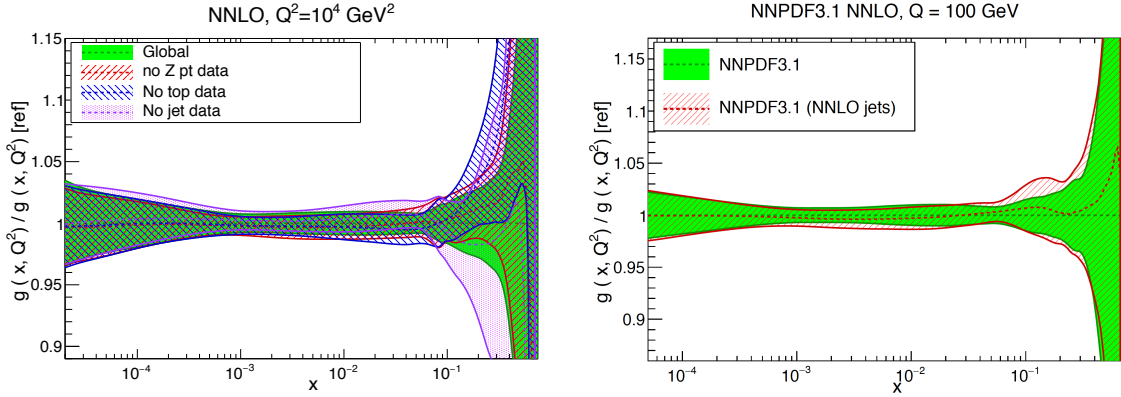 NNLO, Q²=10⁴ GeV²
g ( x, Q²) / g ( x, Q²) [ref]
1.15
1.1
1.05
1
0.95
0.9
Global
no Z pt data
No top data
No jet data
10⁻⁴
10⁻³
10⁻²
10⁻¹
x
NNPDF3.1 NNLO, Q = 100 GeV
g ( x, Q²) / g ( x, Q²) [ref]
1.15
1.1
1.05
1
0.95
0.9
NNPDF3.1
NNPDF3.1 (NNLO jets)
10⁻⁴
10⁻³
10⁻²
10⁻¹
x